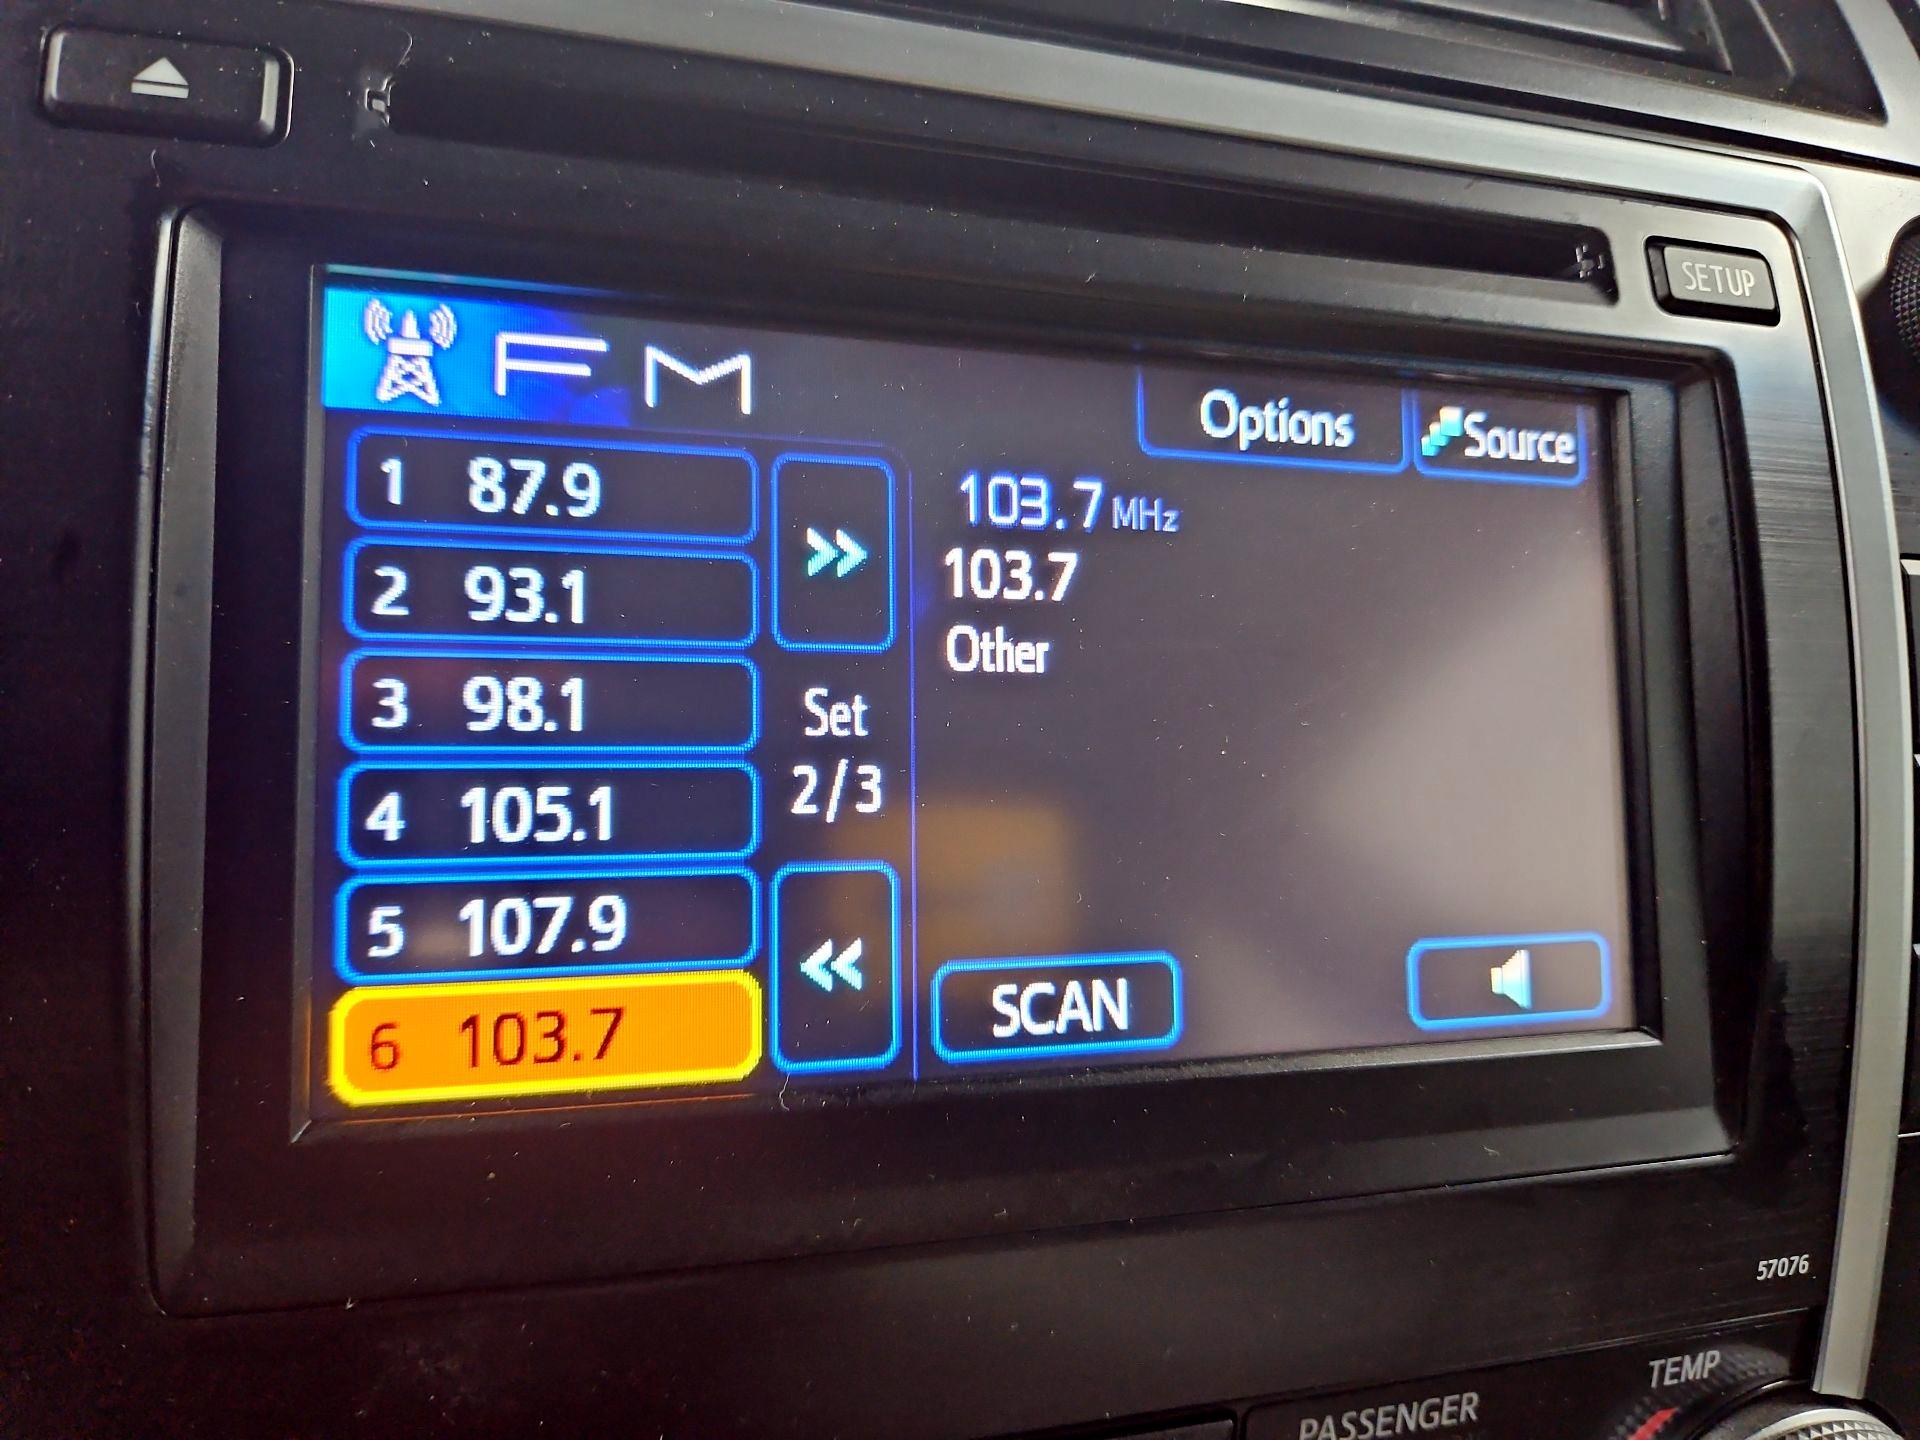 SETUP
FM
Options
Source
1 87.9
2 93.1
3 98.1
4 105.1
5 107.9
6 103.7
>>
Set
2/3
<<
103.7 MHz
103.7
Other
SCAN
57076
TEMP
PASSENGER